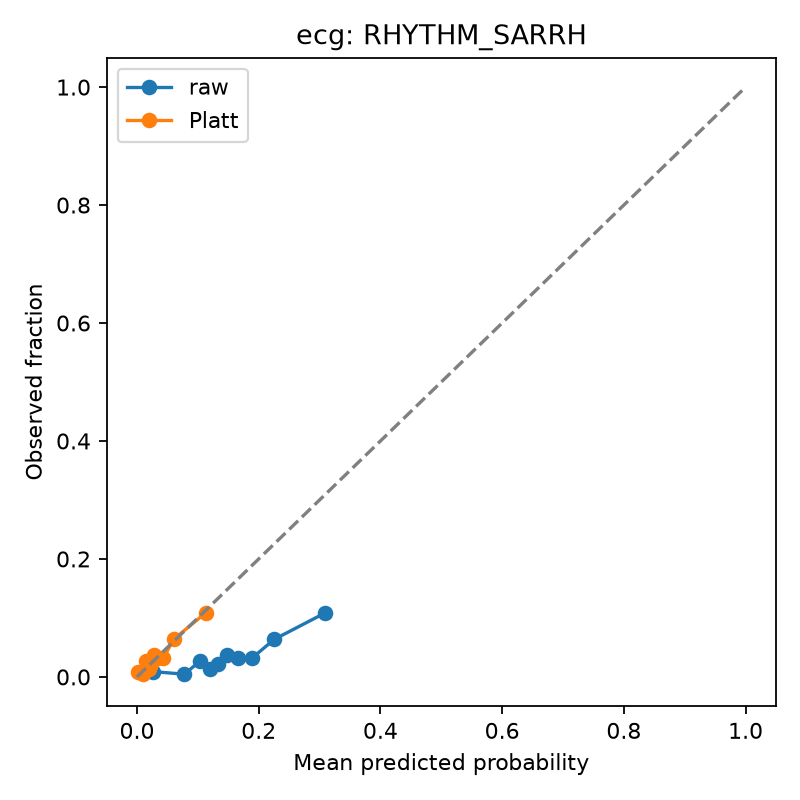 ecg: RHYTHM_SARRH
raw
Platt
1.0
0.8
0.6
0.4
0.2
0.0
Observed fraction
0.0 0.2 0.4 0.6 0.8 1.0
Mean predicted probability